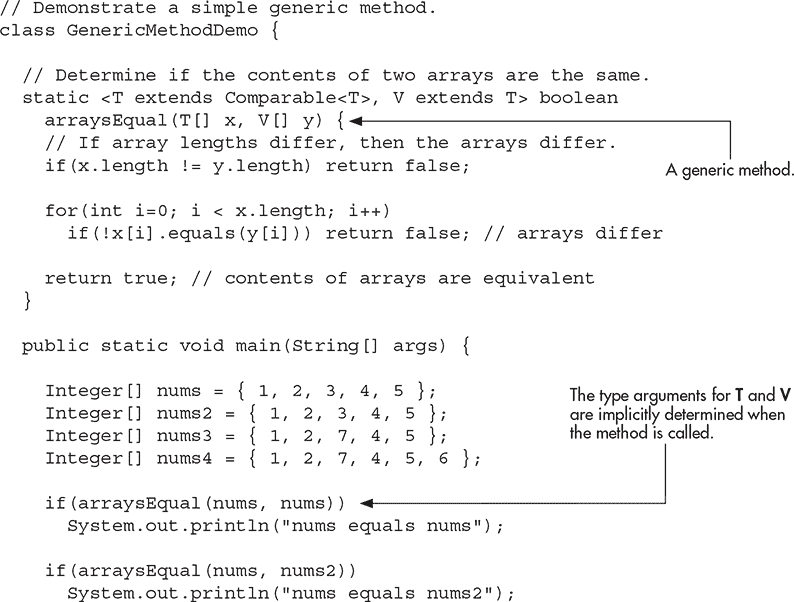 // Demonstrate a simple generic method.
class GenericMethodDemo {
// Determine if the contents of two arrays are the same.
static <T extends Comparable<T>, V extends T> boolean
arraysEqual(T[] x, V[] y) {
// If array lengths differ, then the arrays differ.
if(x.length != y.length) return false;
A generic method.
for(int i=0; i < x.length; i++)
if(!x[i].equals(y[i])) return false; // arrays differ
return true; // contents of arrays are equivalent
}
public static void main(String[] args) {
Integer[] nums = { 1, 2, 3, 4, 5 };
Integer[] nums2 = { 1, 2, 3, 4, 5 };
Integer[] nums3 = { 1, 2, 7, 4, 5 };
Integer[] nums4 = { 1, 2, 7, 4, 5, 6 };
The type arguments for T and V
are implicitly determined when
the method is called.
if(arraysEqual(nums, nums))
System.out.println("nums equals nums");
if(arraysEqual(nums, nums2))
System.out.println("nums equals nums2");